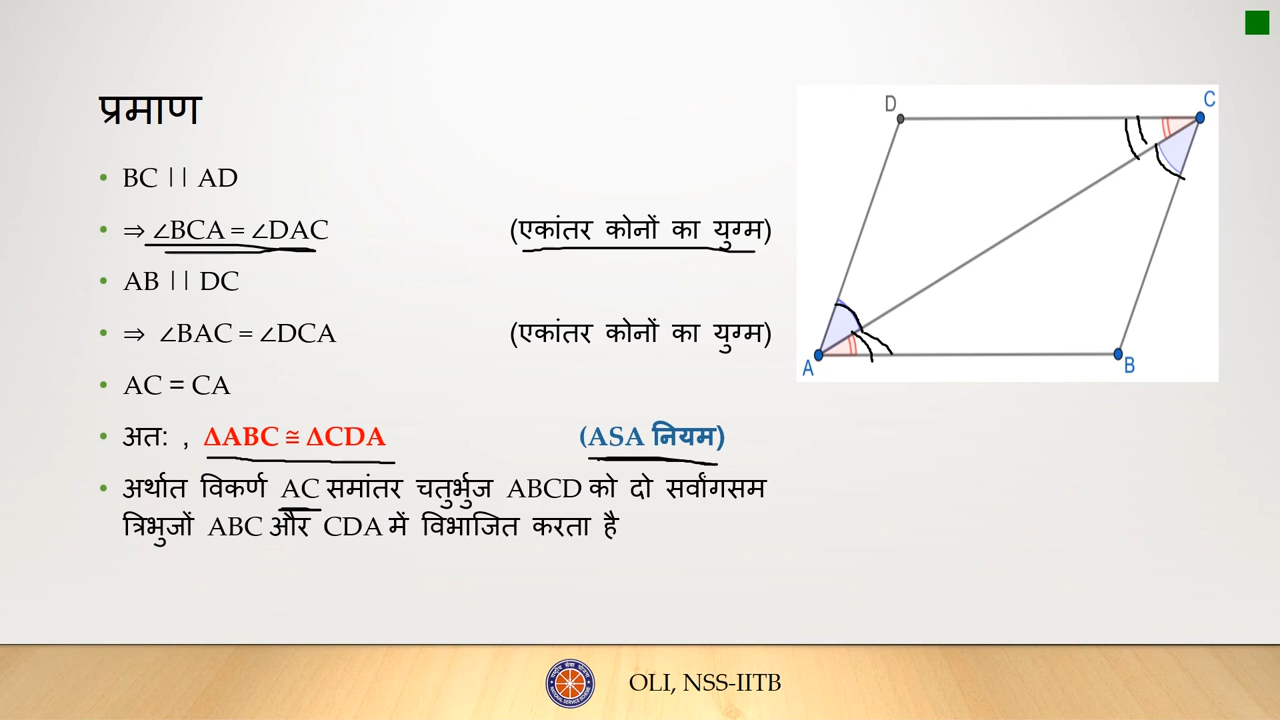 प्रमाण
• BC || AD
• ⇒ ∠BCA = ∠DAC (एकांतर कोनों का युग्म)
• AB || DC
• ⇒ ∠BAC = ∠DCA (एकांतर कोनों का युग्म)
• AC = CA
• अत: , ΔABC ≅ ΔCDA (ASA नियम)
• अर्थात विकर्ण AC समांतर चतुर्भुज ABCD को दो सर्वांगसम
त्रिभुजों ABC और CDA में विभाजित करता है
D
C
A
B
OLI, NSS-IITB